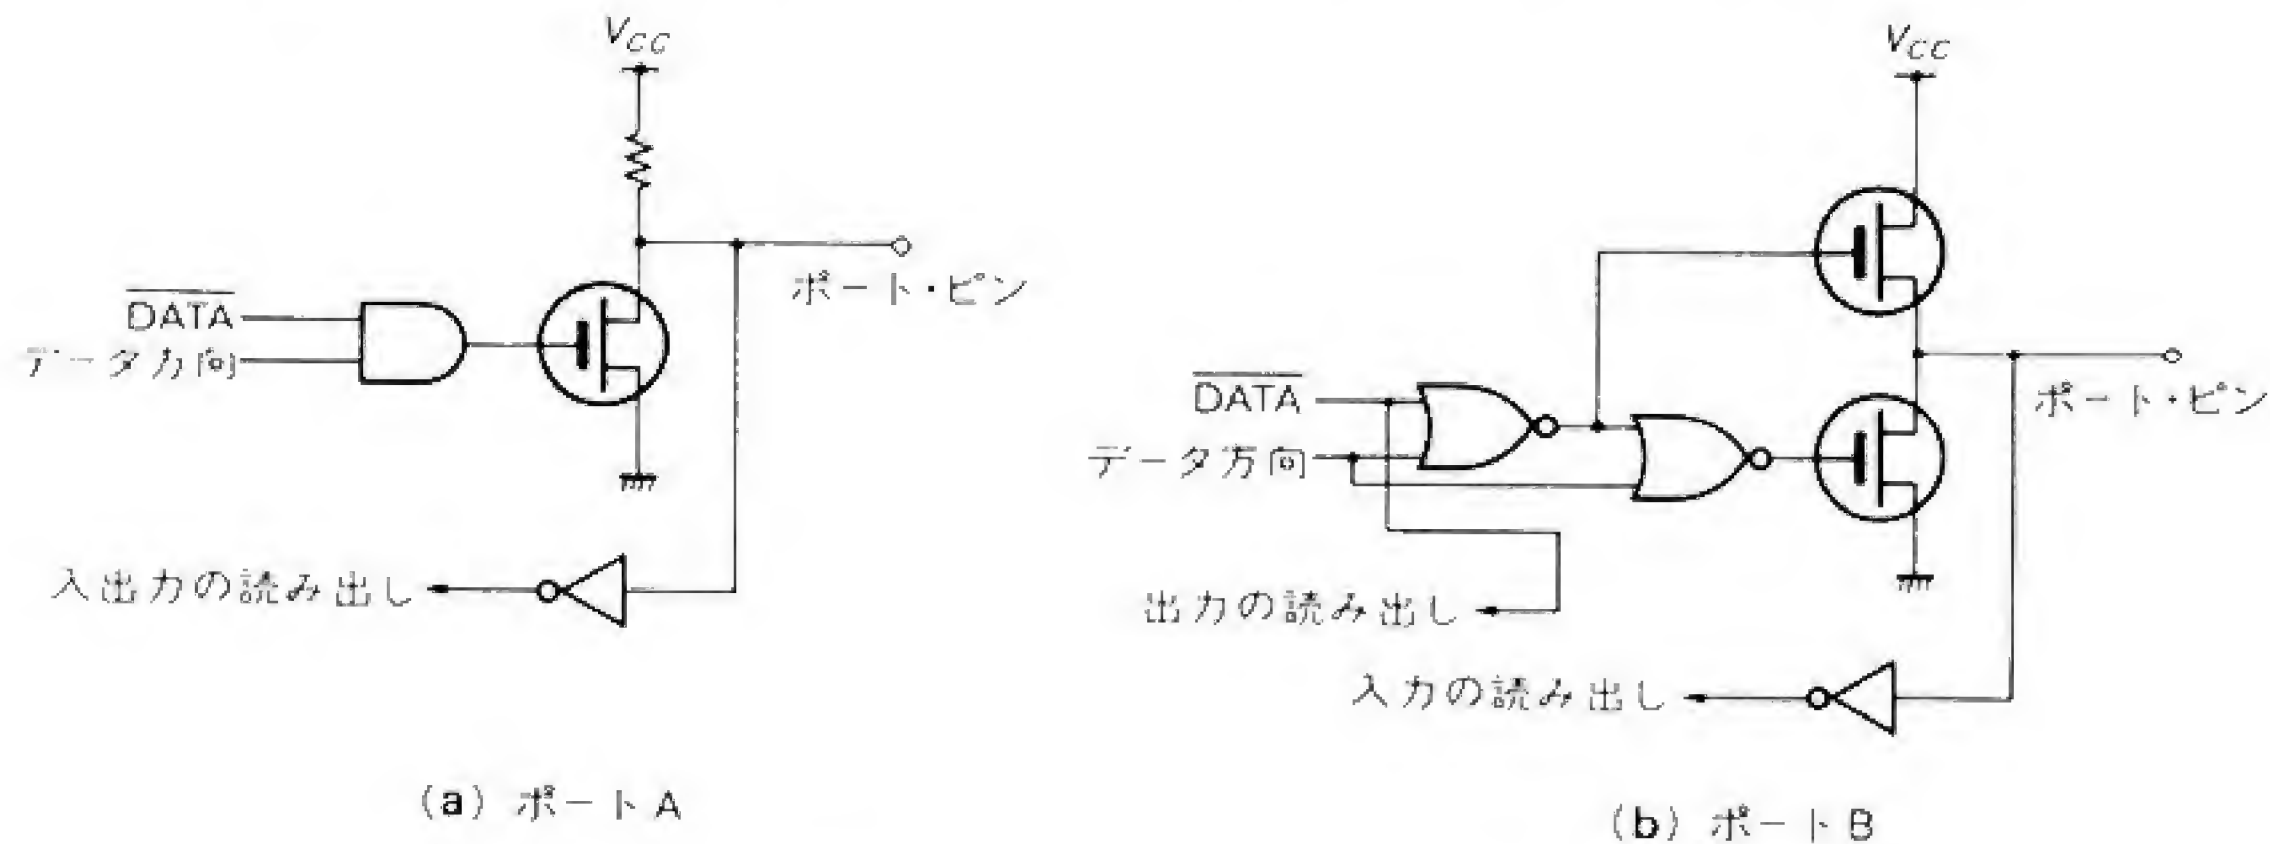 V_CC
DATA
データ方向
ポート・ピン
入出力の読み出し
(a) ポートA
V_CC
DATA
データ方向
ポート・ピン
出力の読み出し
入力の読み出し
(b) ポートB